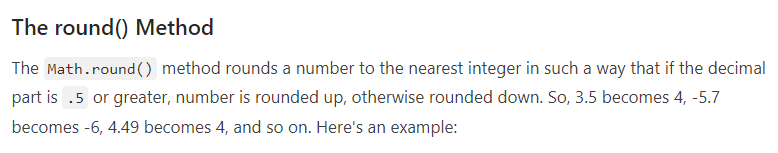 The round() Method
The Math.round() method rounds a number to the nearest integer in such a way that if the decimal
part is .5 or greater, number is rounded up, otherwise rounded down. So, 3.5 becomes 4, -5.7
becomes -6, 4.49 becomes 4, and so on. Here's an example: